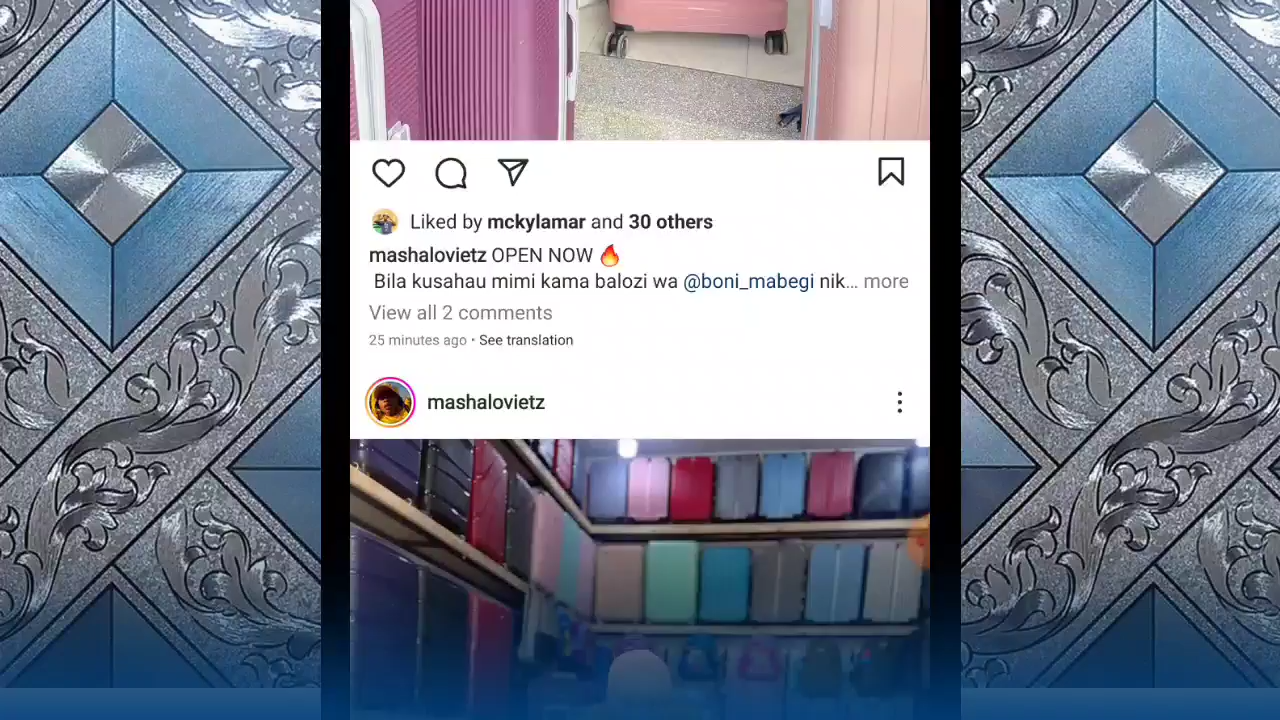 Liked by mckylamar and 30 others
mashalovietz OPEN NOW 🔥
Bila kusahau mimi kama balozi wa @boni_mabegi nik... more
View all 2 comments
25 minutes ago • See translation
mashalovietz